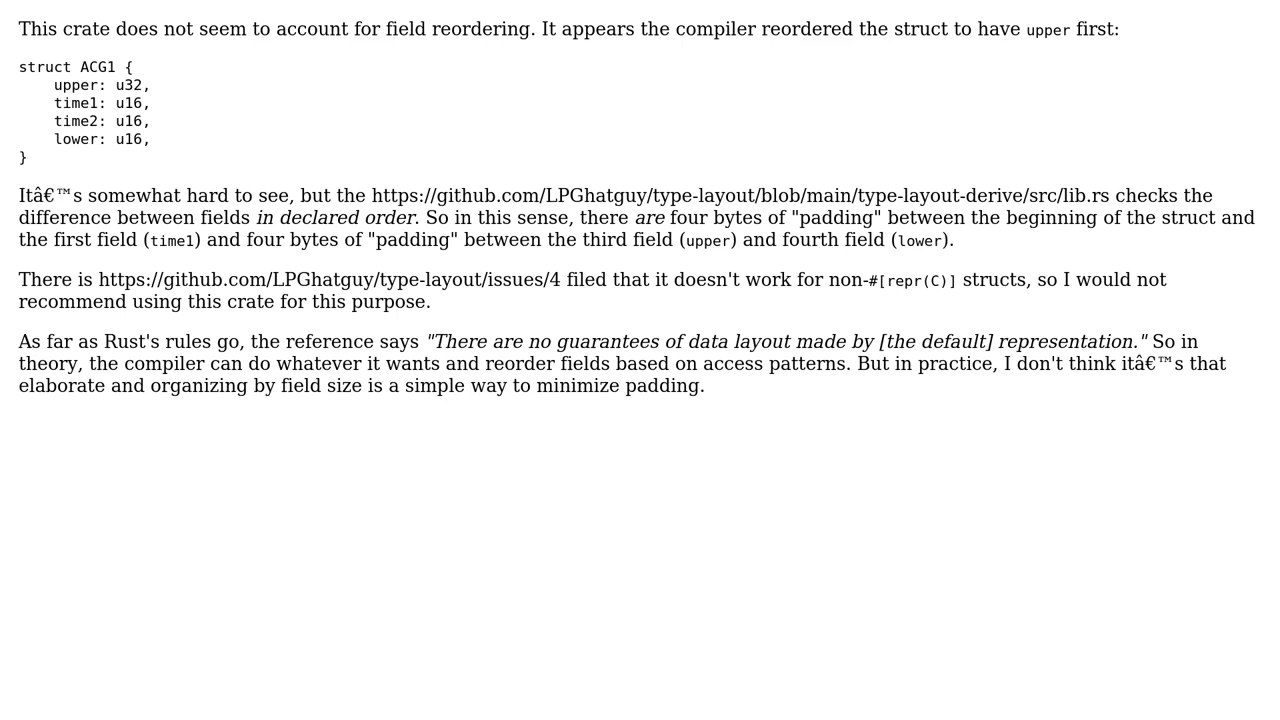 This crate does not seem to account for field reordering. It appears the compiler reordered the struct to have upper first:
struct ACG1 {
    upper: u32,
    time1: u16,
    time2: u16,
    lower: u16,
}
Itâ€™s somewhat hard to see, but the https://github.com/LPGhatguy/type-layout/blob/main/type-layout-derive/src/lib.rs checks the
difference between fields in declared order. So in this sense, there are four bytes of "padding" between the beginning of the struct and
the first field (time1) and four bytes of "padding" between the third field (upper) and fourth field (lower).
There is https://github.com/LPGhatguy/type-layout/issues/4 filed that it doesn't work for non-#[repr(C)] structs, so I would not
recommend using this crate for this purpose.
As far as Rust's rules go, the reference says "There are no guarantees of data layout made by [the default] representation." So in
theory, the compiler can do whatever it wants and reorder fields based on access patterns. But in practice, I don't think itâ€™s that
elaborate and organizing by field size is a simple way to minimize padding.